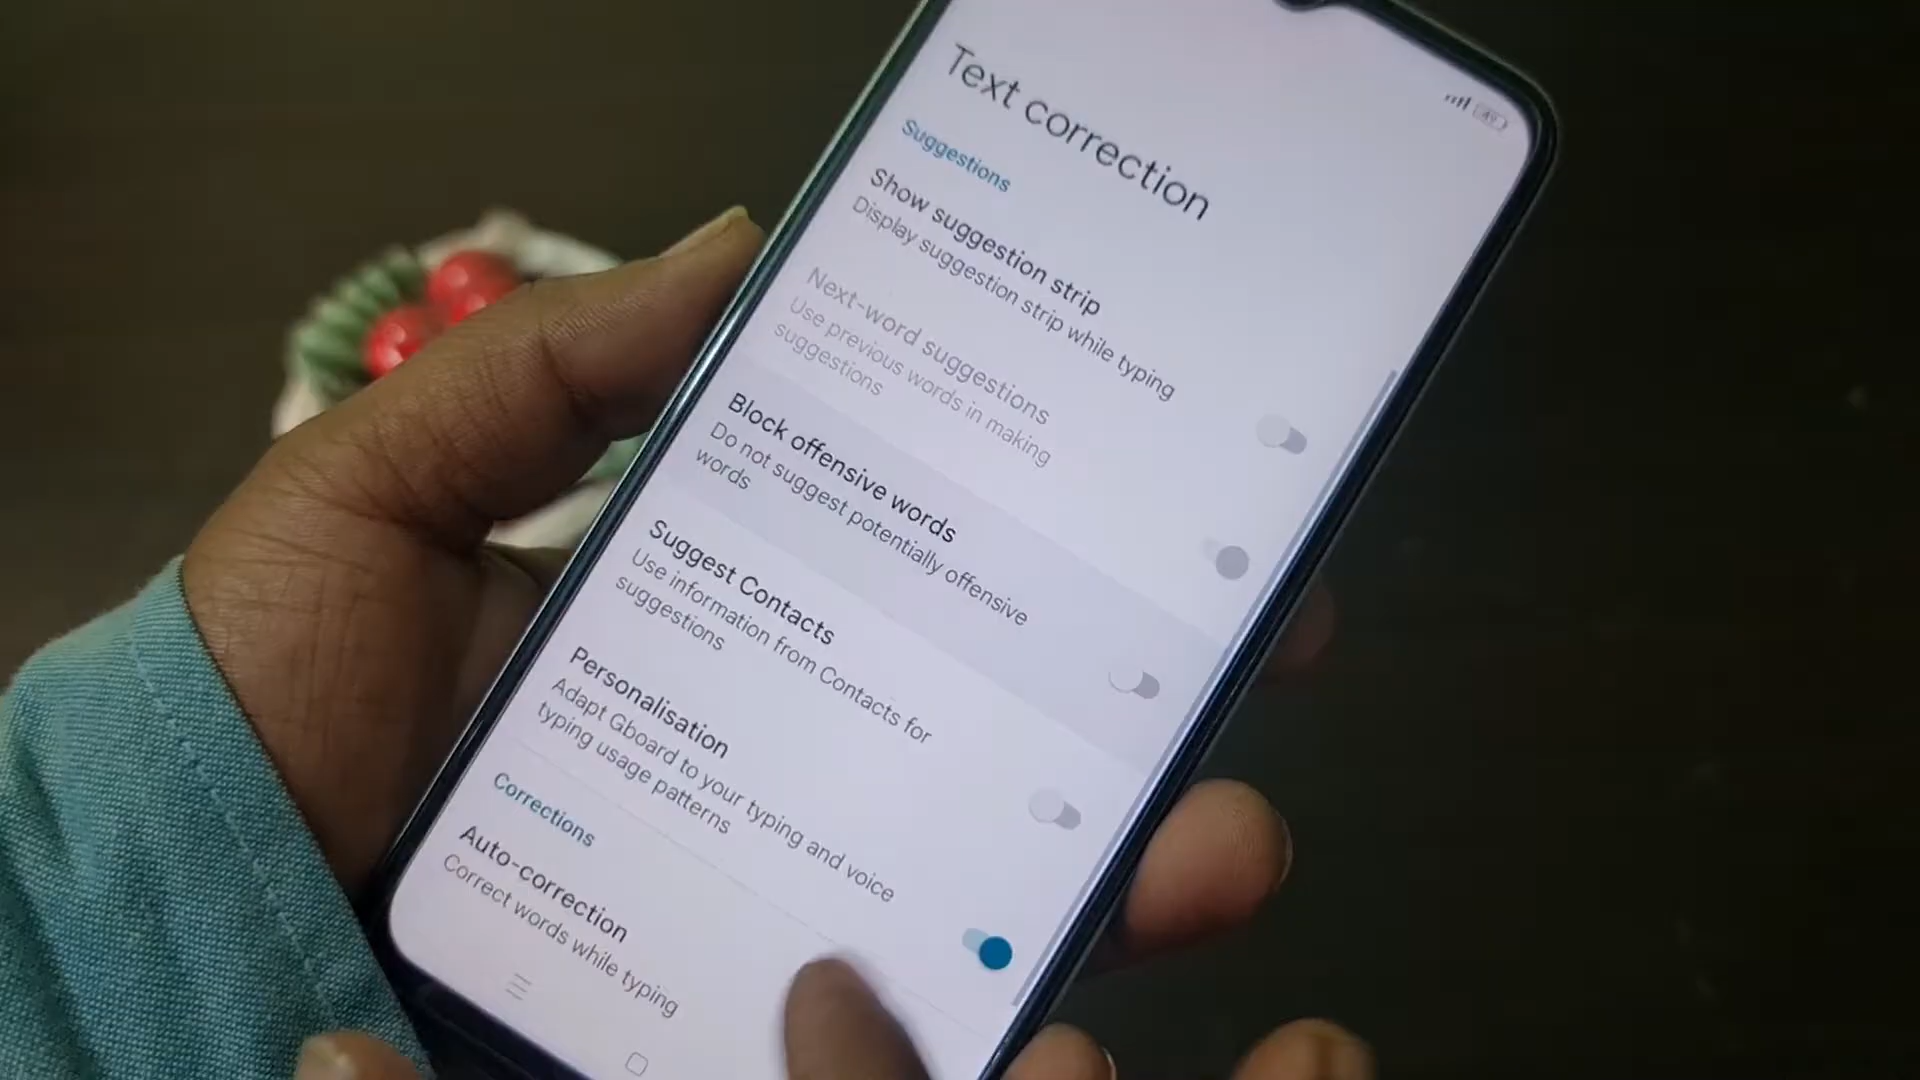 Text correction
Suggestions
Show suggestion strip
Display suggestion strip while typing
Next-word suggestions
Use previous words in making
suggestions
Block offensive words
Do not suggest potentially offensive
words
Suggest Contacts
Use information from Contacts for
suggestions
Personalisation
Adapt Gboard to your typing and voice
typing usage patterns
Corrections
Auto-correction
Correct words while typing